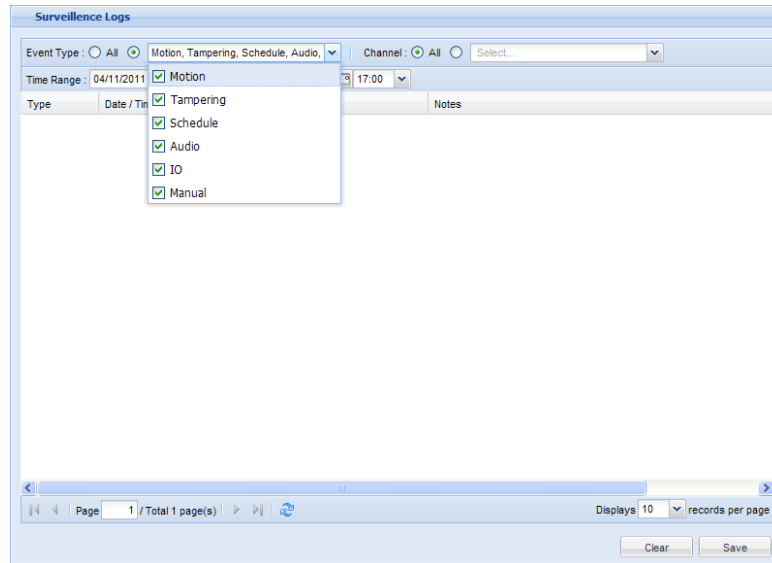 Surveillence Logs
Event Type : All Motion, Tampering, Schedule, Audio, Channel : All Select...
Time Range : 04/11/2011 17:00
Type Date / Tin Notes
Motion
Tampering
Schedule
Audio
IO
Manual
Page 1 / Total 1 page(s) Displays 10 records per page
Clear Save